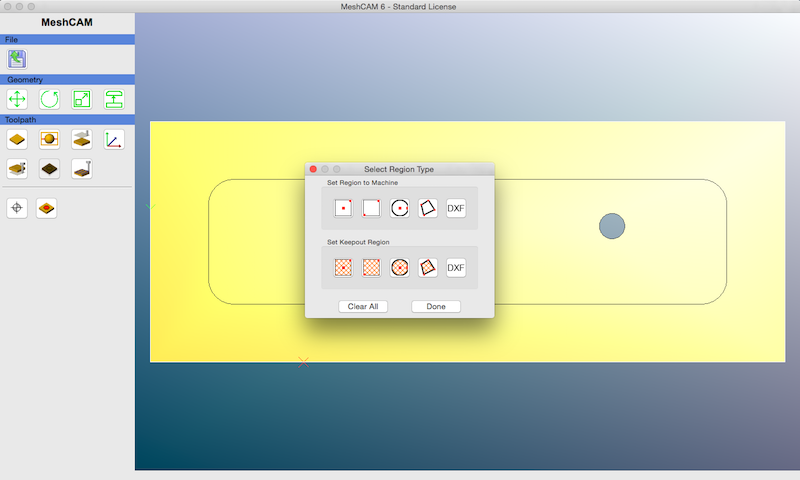 MeshCAM 6 - Standard License
MeshCAM
File
Geometry
Toolpath
Select Region Type
Set Region to Machine
DXF
Set Keepout Region
DXF
Clear All
Done